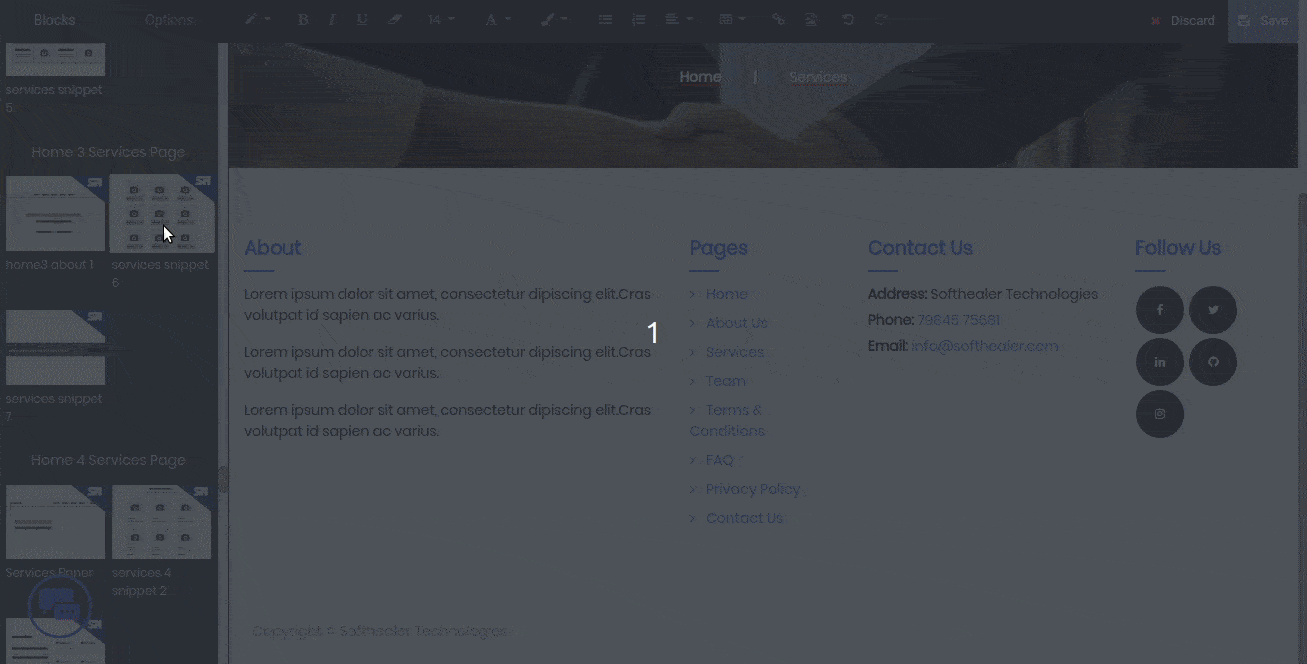 Blocks
Options
14
Discard
Save
services snippet
5
Home 3 Services Page
home3 about 1
services snippet
6
services snippet
7
Home 4 Services Page
services 4
snippet 2
Home | Services
1
About
Lorem ipsum dolor sit amet, consectetur dipiscing elit.Cras
volutpat id sapien ac varius.
Lorem ipsum dolor sit amet, consectetur dipiscing elit.Cras
volutpat id sapien ac varius.
Lorem ipsum dolor sit amet, consectetur dipiscing elit.Cras
volutpat id sapien ac varius.
Pages
> Home
> About Us
> Services
> Team
> Terms &
Conditions
> FAQ
> Privacy Policy
> Contact Us
Contact Us
Address: Softhealer Technologies
Phone: 79845 75681
Email: info@softhealer.com
Follow Us
Copyright © Softhealer Technologies